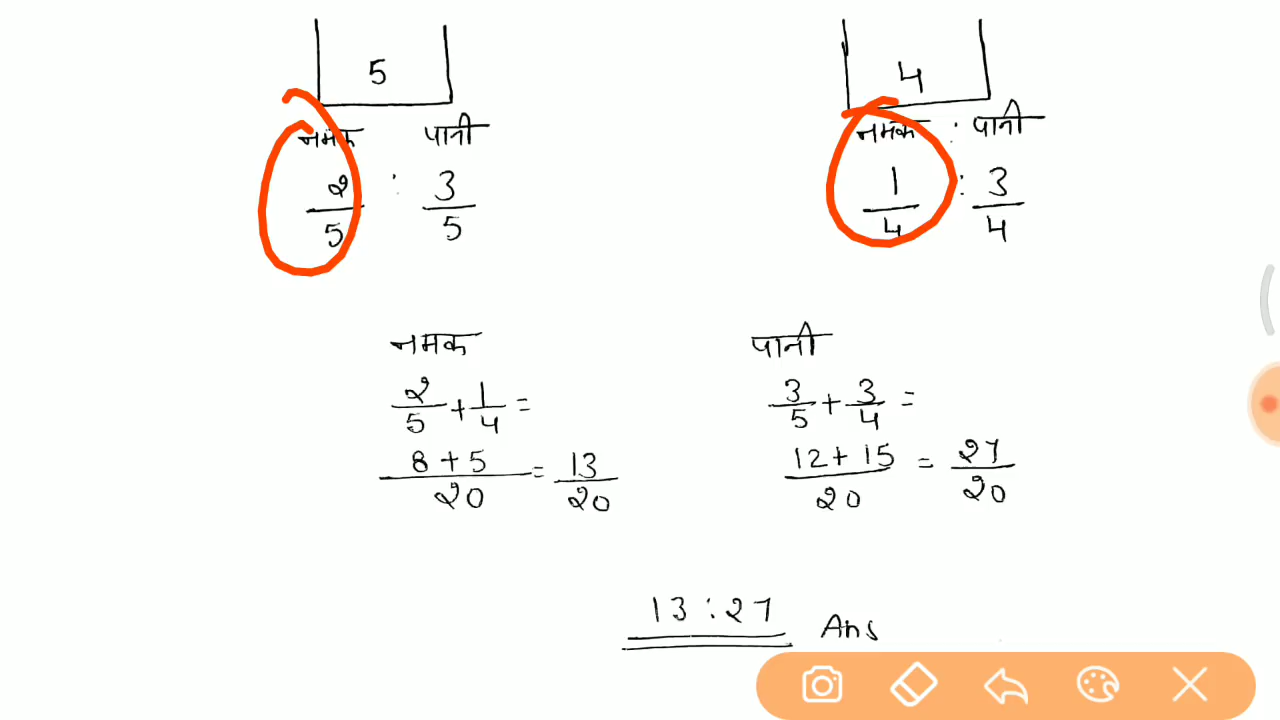 5 4
नमक पानी नमक : पानी
2/5 : 3/5 1/4 : 3/4
नमक पानी
2/5 + 1/4 = 3/5 + 3/4 =
8 + 5/20 = 13/20 12 + 15/20 = 27/20
13 : 27 Ans